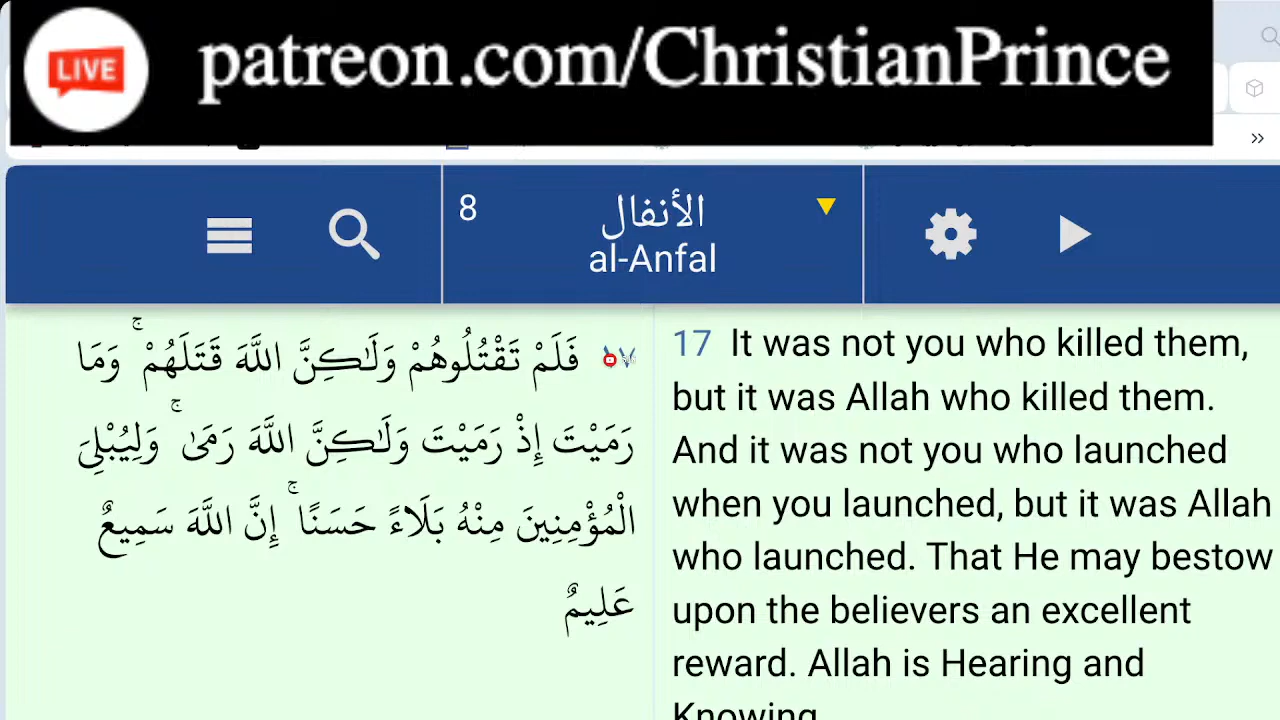 LIVE
patreon.com/ChristianPrince
8
الأنفال
al-Anfal
فَلَمْ تَقْتُلُوهُمْ وَلَـٰكِنَّ اللَّهَ قَتَلَهُمْ ۚ وَمَا
رَمَيْتَ إِذْ رَمَيْتَ وَلَـٰكِنَّ اللَّهَ رَمَىٰ ۚ وَلِيُبْلِيَ
الْمُؤْمِنِينَ مِنْهُ بَلَاءً حَسَنًا ۚ إِنَّ اللَّهَ سَمِيعٌ
عَلِيمٌ
17 It was not you who killed them,
but it was Allah who killed them.
And it was not you who launched
when you launched, but it was Allah
who launched. That He may bestow
upon the believers an excellent
reward. Allah is Hearing and
Knowing